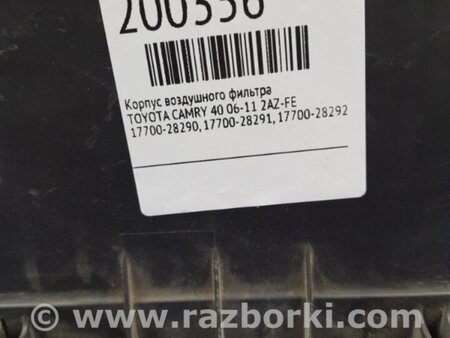 200336
Корпус воздушного фильтра
TOYOTA CAMRY 40 06-11 2AZ-FE
17700-28290, 17700-28291, 17700-28292
www.razborki.com